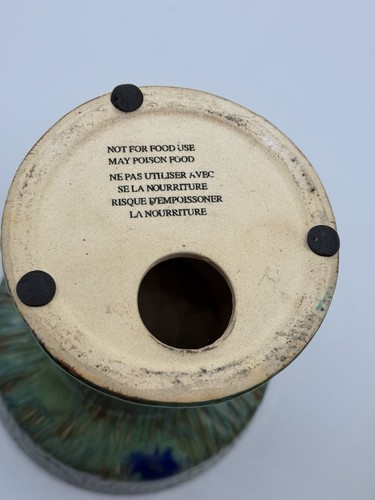 NOT FOR FOOD USE
MAY POISON FOOD
NE PAS UTILISER AVEC
SE LA NOURRITURE
RISQUE D'EMPOISSONER
LA NOURRITURE